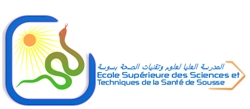 المدرسة العليا لعلوم وتقنيات الصحة بسوسة
Ecole Supérieure des Sciences et
Techniques de la Santé de Sousse